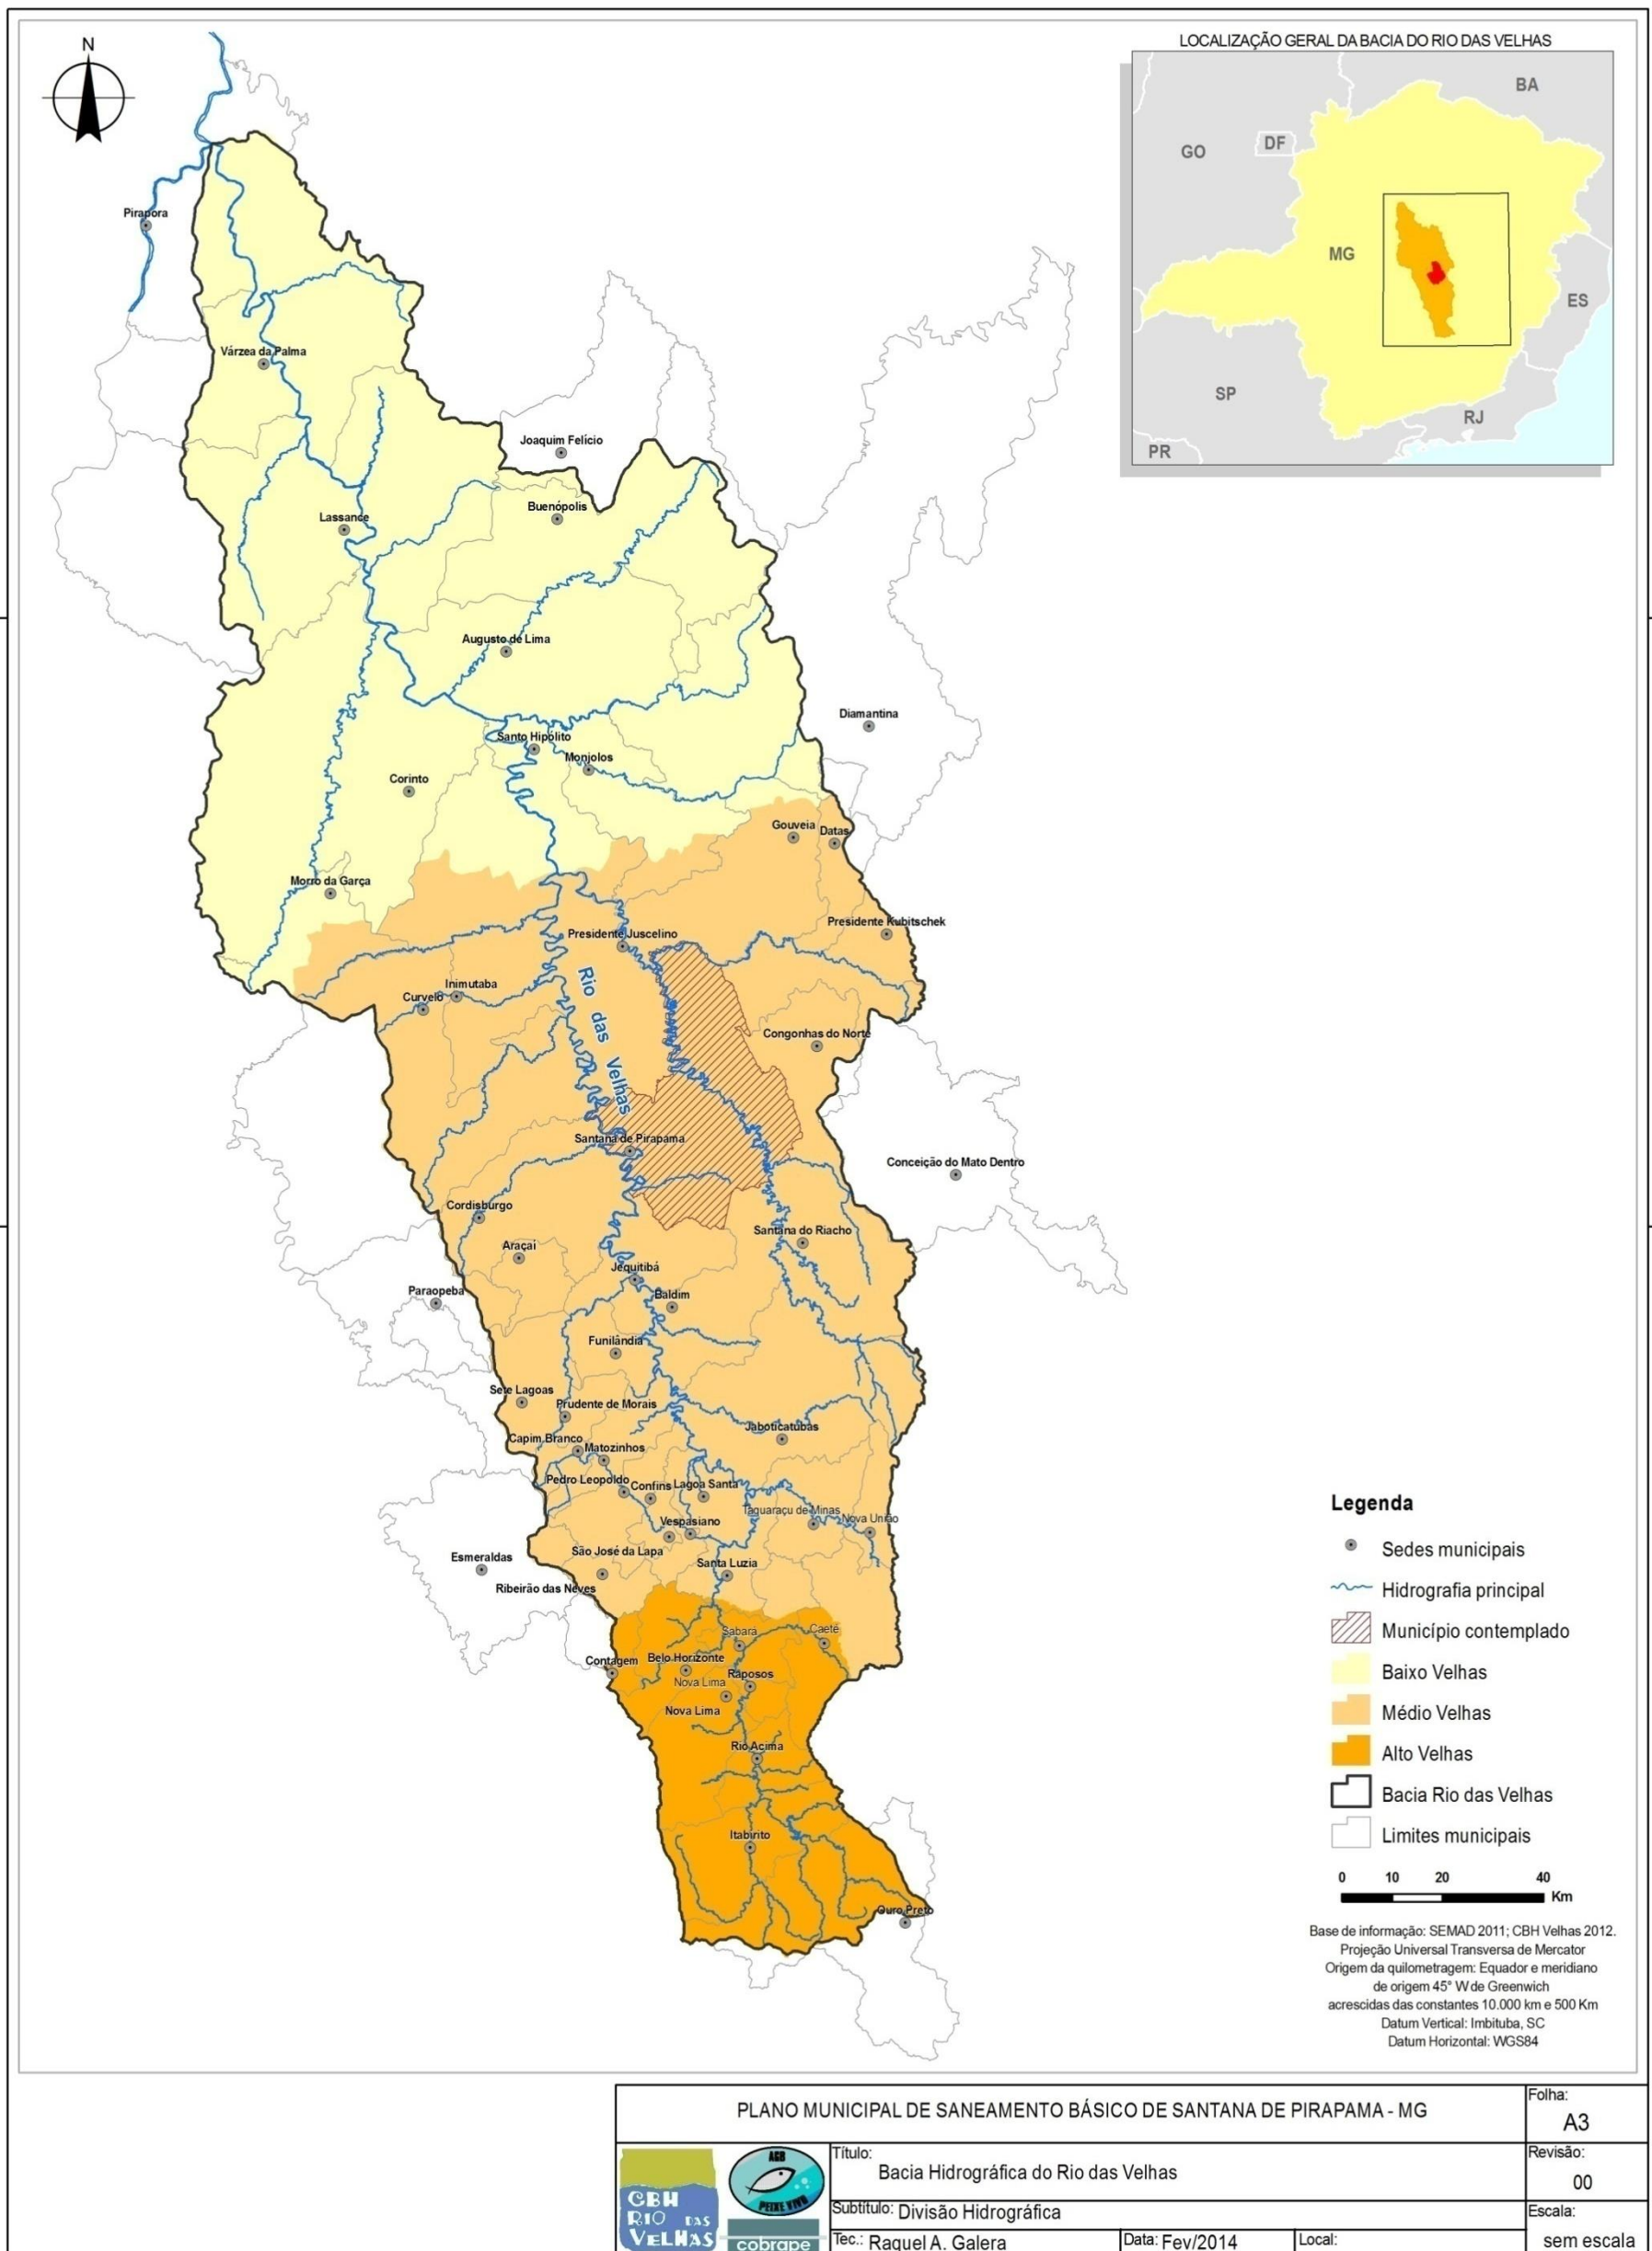 N
LOCALIZAÇÃO GERAL DA BACIA DO RIO DAS VELHAS
BA
GO
DF
MG
ES
SP
RJ
PR
Pirapora
Várzea da Palma
Joaquim Felício
Buenópolis
Lassance
Augusto de Lima
Diamantina
Santo Hipólito
Monjolos
Corinto
Gouveia
Datas
Morro da Garça
Presidente Kubitschek
Presidente Juscelino
Rio das Velhas
Inimutaba
Curvelo
Congonhas do Norte
Santana de Pirapama
Conceição do Mato Dentro
Cordisburgo
Santana do Riacho
Araçaí
Jequitibá
Paraopeba
Baldim
Funilândia
Sete Lagoas
Prudente de Morais
Jaboticatubas
Capim Branco
Matozinhos
Pedro Leopoldo
Confins
Lagoa Santa
Taquaraçu de Minas
Nova União
Vespasiano
São José da Lapa
Esmeraldas
Santa Luzia
Ribeirão das Neves
Sabará
Caeté
Contagem
Belo Horizonte
Raposos
Nova Lima
Nova Lima
Rio Acima
Itabirito
Ouro Preto
Legenda
Sedes municipais
Hidrografia principal
Município contemplado
Baixo Velhas
Médio Velhas
Alto Velhas
Bacia Rio das Velhas
Limites municipais
0 10 20 40
Km
Base de informação: SEMAD 2011; CBH Velhas 2012.
Projeção Universal Transversa de Mercator
Origem da quilometragem: Equador e meridiano
de origem 45° W de Greenwich
acrescidas das constantes 10.000 km e 500 Km
Datum Vertical: Imbituba, SC
Datum Horizontal: WGS84
PLANO MUNICIPAL DE SANEAMENTO BÁSICO DE SANTANA DE PIRAPAMA - MG
Folha:
A3
CBH
RIO DAS
VELHAS
AGB
PEIXE VIVO
cobrape
Título:
Bacia Hidrográfica do Rio das Velhas
Revisão:
00
Subtítulo: Divisão Hidrográfica
Escala:
sem escala
Tec.: Raquel A. Galera
Data: Fev/2014
Local: